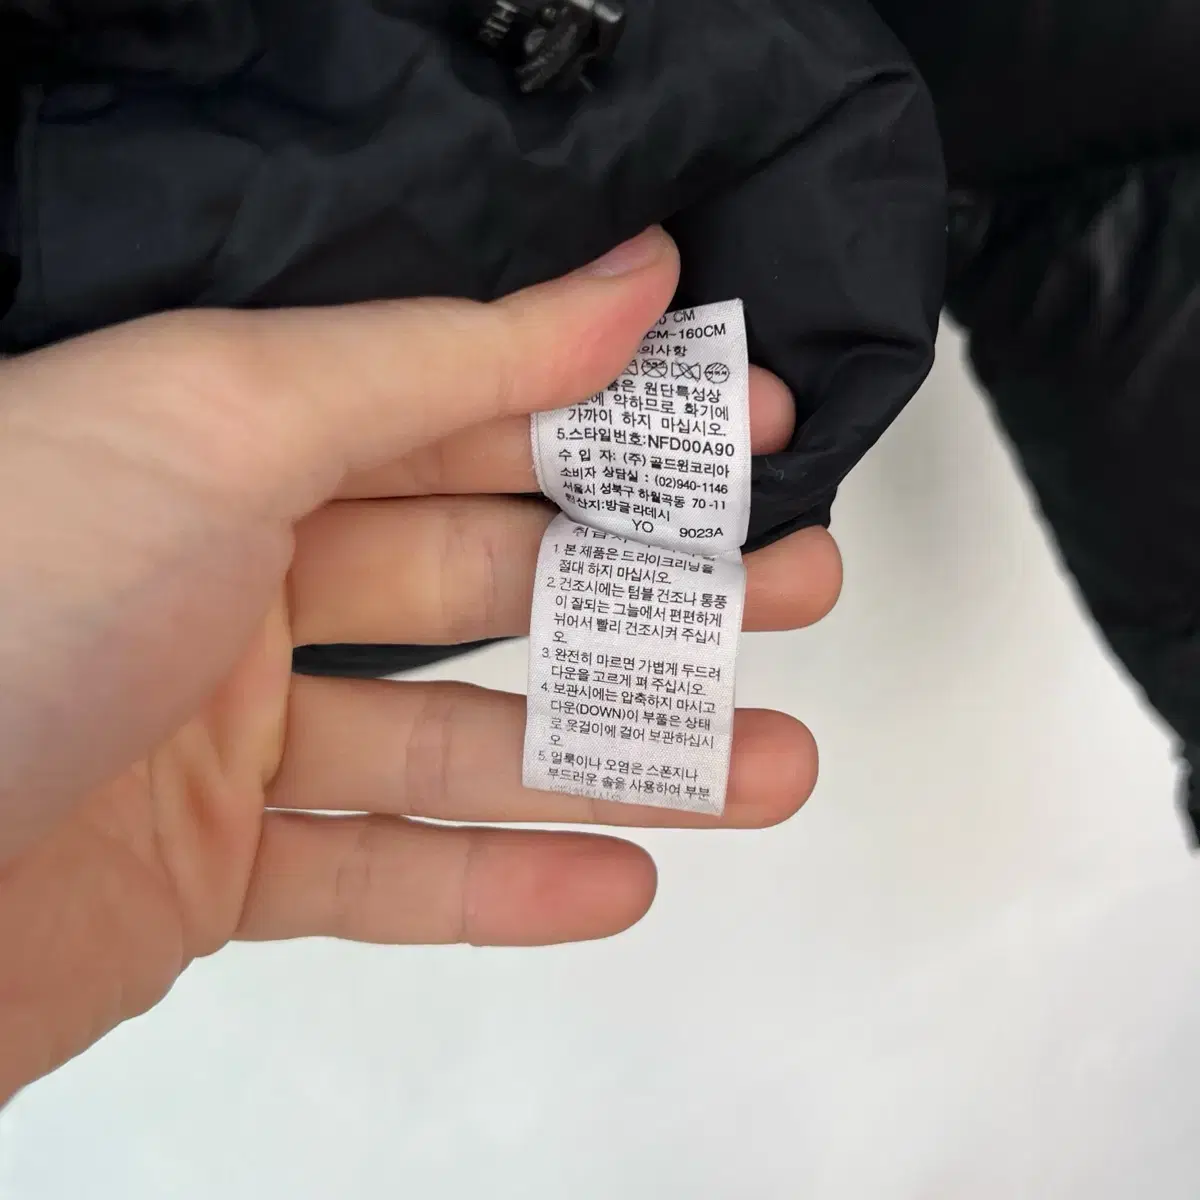 CM
CM~160CM
의사항
품은 원단특성상
에 약하므로 화기에
가까이 하지 마십시오.
5.스타일번호:NFD00A90
수 입 자: (주) 골드윈코리아
소비자 상담실 : (02)940-1146
서울시 성북구 하월곡동 70-11
원산지:방글라데시
YO 9023A
1. 본 제품은 드라이크리닝을
절대 하지 마십시오.
2. 건조시에는 텀블 건조나 통풍
이 잘되는 그늘에서 편편하게
뉘어서 빨리 건조시켜 주십시
오.
3. 완전히 마르면 가볍게 두드려
다운을 고르게 펴 주십시오.
4. 보관시에는 압축하지 마시고
다운(DOWN)이 부풀은 상태
로 옷걸이에 걸어 보관하십시
오.
5. 얼룩이나 오염은 스폰지나
부드러운 솔을 사용하여 부분